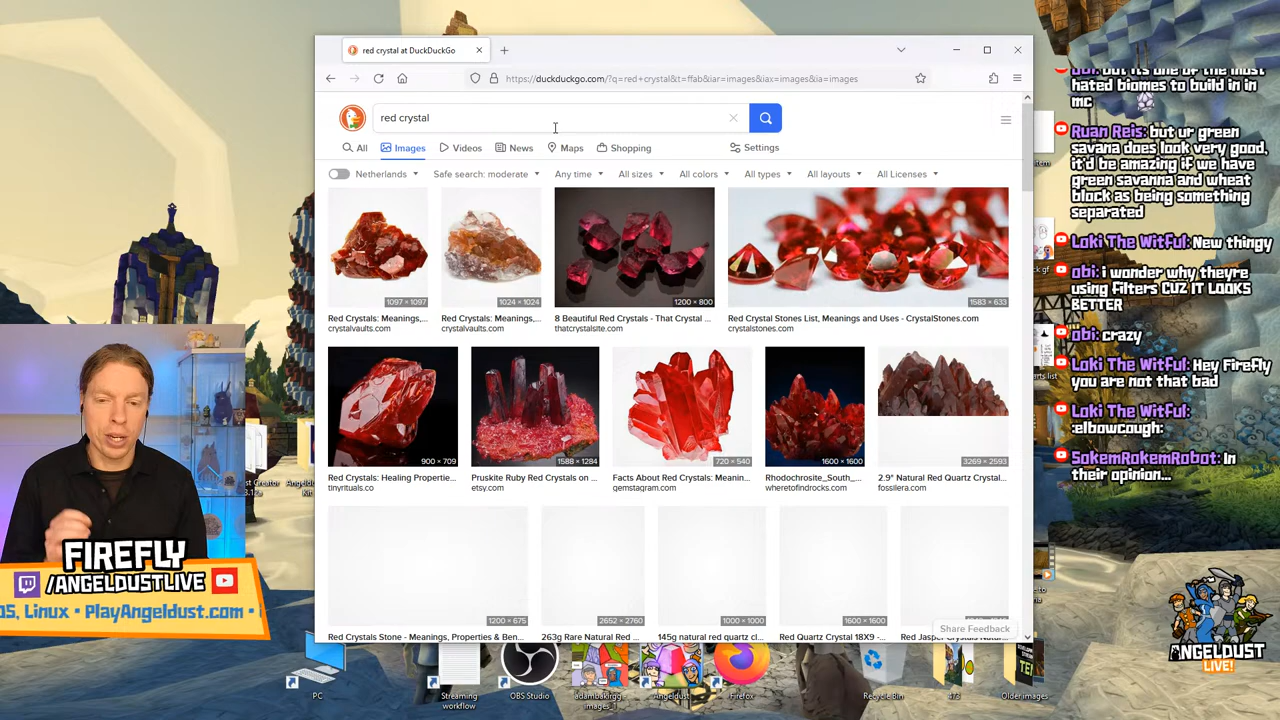 red crystal at DuckDuckGo
https://duckduckgo.com/?q=red+crystal&t=ffab&iar=images&iax=images&ia=images
red crystal
All
Images
Videos
News
Maps
Shopping
Settings
Netherlands
Safe search: moderate
Any time
All sizes
All colors
All types
All layouts
All Licenses
1097 × 1097
1024 × 1024
1200 × 800
1583 × 633
Red Crystals: Meanings,...
crystalvaults.com
Red Crystals: Meanings,...
crystalvaults.com
8 Beautiful Red Crystals - That Crystal ...
thatcrystalsite.com
Red Crystal Stones List, Meanings and Uses - CrystalStones.com
crystalstones.com
900 × 709
1588 × 1284
720 × 540
1600 × 1600
3269 × 2593
Red Crystals: Healing Propertie...
tinyrituals.co
Pruskite Ruby Red Crystals on ...
etsy.com
Facts About Red Crystals: Meanin...
gemstagram.com
Rhodochrosite_South_...
wheretofindrocks.com
2.9" Natural Red Quartz Crystal...
fossilera.com
1200 × 675
2652 × 2760
1000 × 1000
1600 × 1600
Red Crystals Stone - Meanings, Properties & Ben...
263g Rare Natural Red ...
145g natural red quartz cl...
Red Quartz Crystal 18X9 -...
Share Feedback
obi: but its one of the most
hated biomes to build in in
mc
Ruan Reis: but ur green
savana does look very good,
it'd be amazing if we have
green savanna and wheat
block as being something
separated
Loki The Witful: New thingy
obi: i wonder why theyre
using filters CUZ IT LOOKS
BETTER
obi: crazy
Loki The Witful: Hey Firefly
you are not that bad
Loki The Witful:
:elbowcough:
SokemRokemRobot: In
their opinion...
FIREFLY
/ANGELDUSTLIVE
OS, Linux • PlayAngeldust.com •
ANGELDUST
LIVE!
PC
Streaming
workflow
OBS Studio
adambakirgg_
images_1
Angeldust
Firefox
Recycle Bin
473
Older images